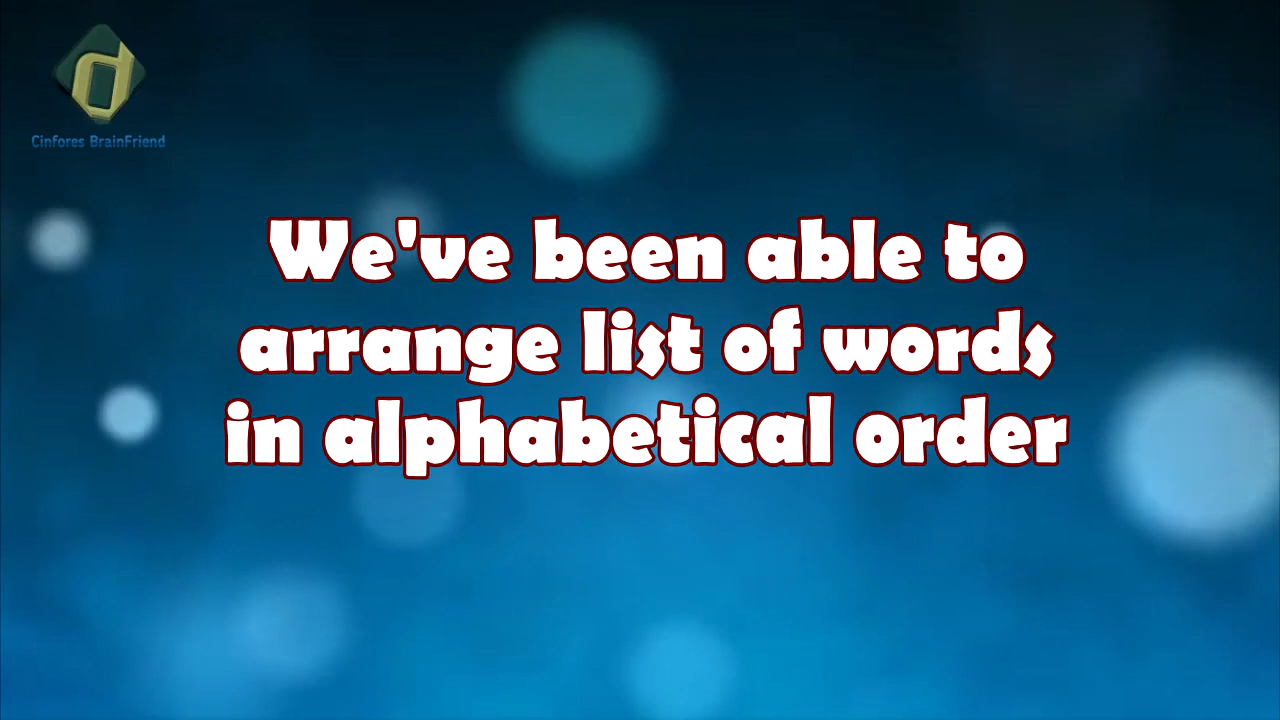 Cinfores BrainFriend
We've been able to
arrange list of words
in alphabetical order